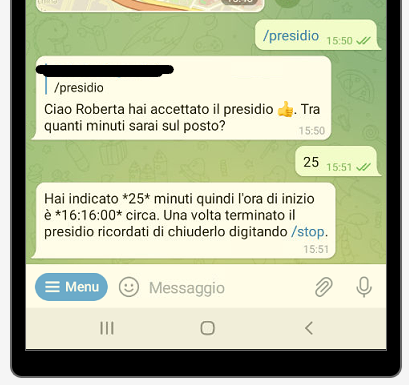 /presidio 15:50
/presidio
Ciao Roberta hai accettato il presidio 👍. Tra
quanti minuti sarai sul posto?
15:50
25 15:51
Hai indicato *25* minuti quindi l'ora di inizio
è *16:16:00* circa. Una volta terminato il
presidio ricordati di chiuderlo digitando /stop.
15:51
Menu Messaggio